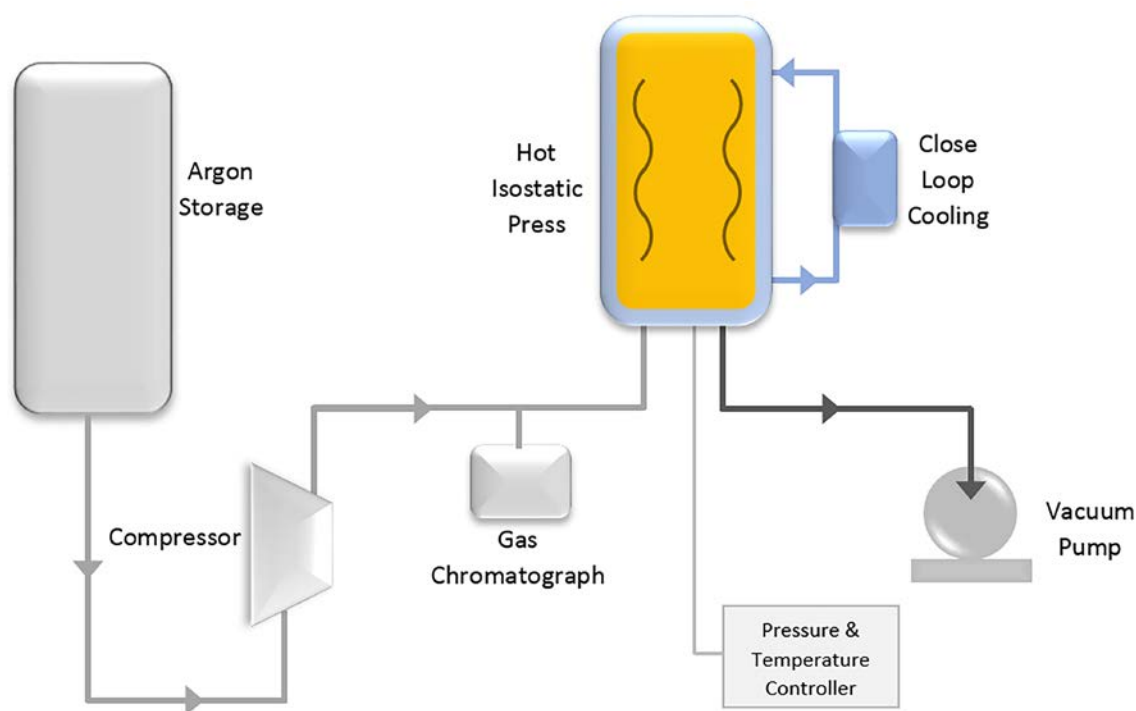 Argon
Storage
Hot
Isostatic
Press
Close
Loop
Cooling
Compressor
Gas
Chromatograph
Vacuum
Pump
Pressure &
Temperature
Controller